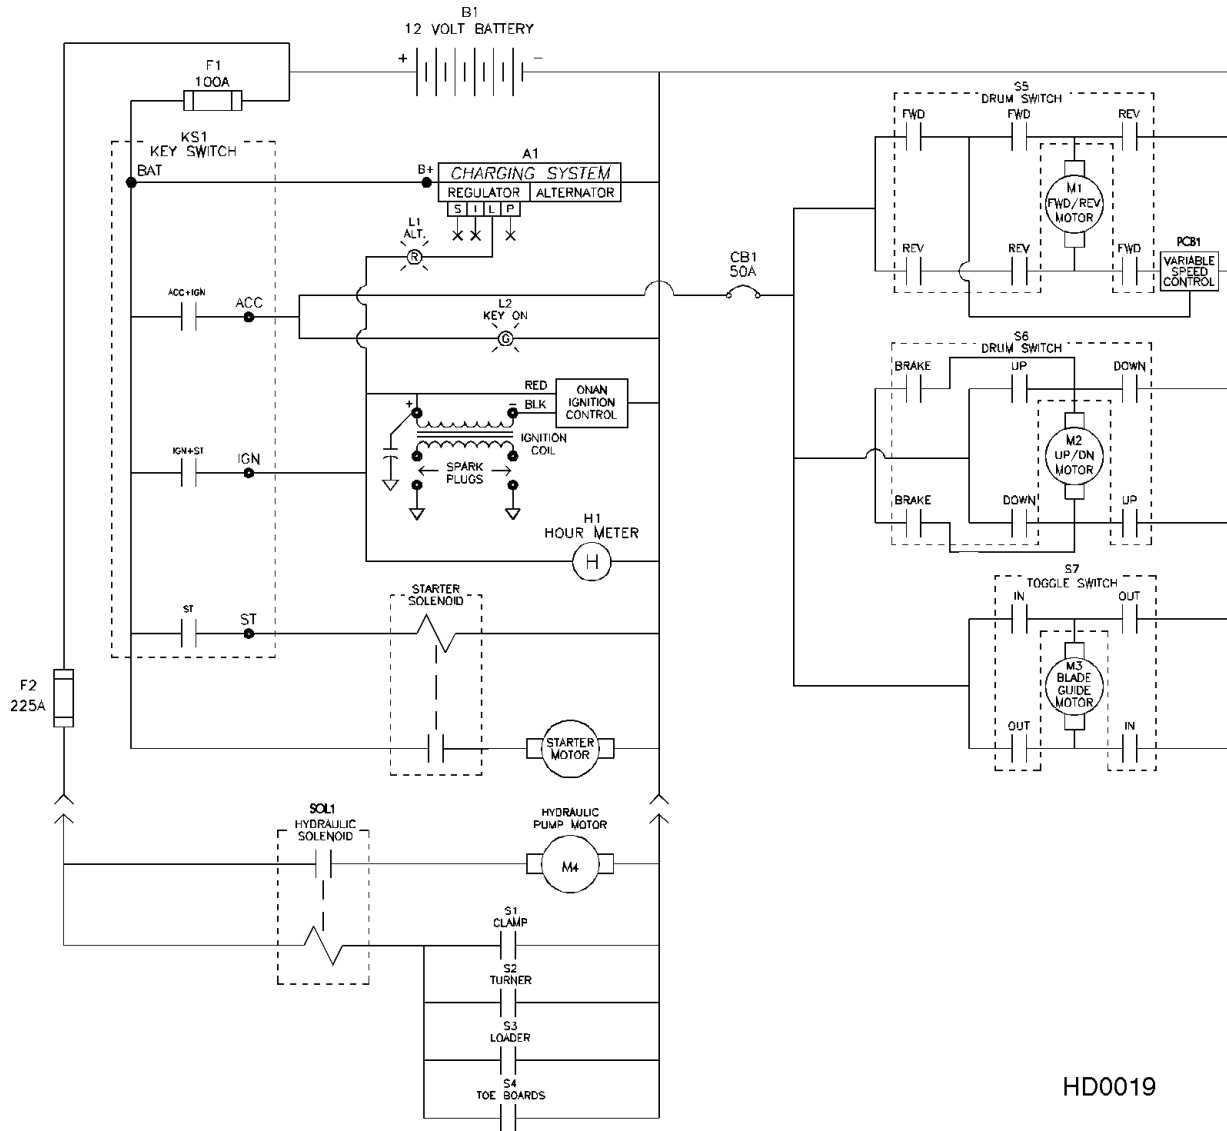 B1
12 VOLT BATTERY
+ −
F1
100A
KS1
KEY SWITCH
BAT
B+
A1
CHARGING SYSTEM
REGULATOR ALTERNATOR
S I L P
L1
ALT.
R
ACC+IGN
ACC
L2
KEY ON
G
CB1
50A
RED
BLK
+ −
ONAN
IGNITION
CONTROL
IGNITION
COIL
SPARK
PLUGS
IGN+ST
IGN
H1
HOUR METER
H
STARTER
SOLENOID
ST
ST
STARTER
MOTOR
F2
225A
SOL1
HYDRAULIC
SOLENOID
HYDRAULIC
PUMP MOTOR
M4
S1
CLAMP
S2
TURNER
S3
LOADER
S4
TOE BOARDS
S5
DRUM SWITCH
FWD FWD REV
M1
FWD/REV
MOTOR
REV REV FWD
PCB1
VARIABLE
SPEED
CONTROL
S6
DRUM SWITCH
BRAKE UP DOWN
M2
UP/DN
MOTOR
BRAKE DOWN UP
S7
TOGGLE SWITCH
IN OUT
M3
BLADE
GUIDE
MOTOR
OUT IN
HD0019